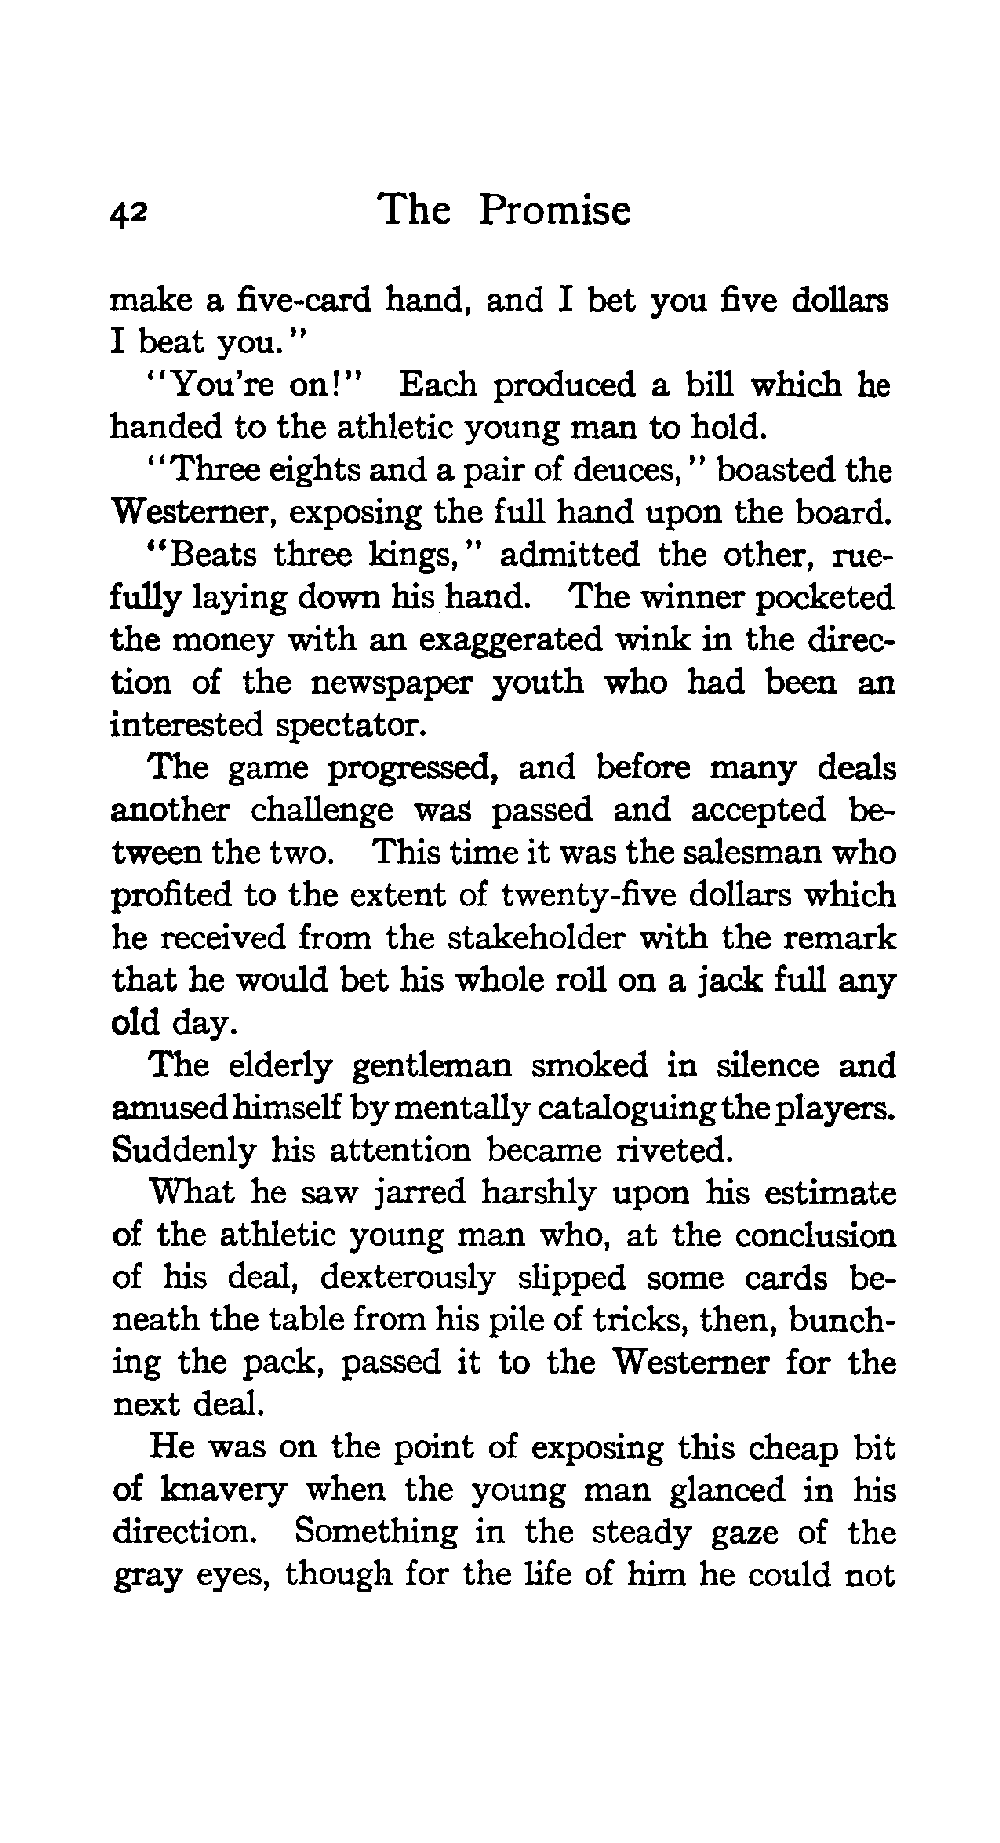 42 The Promise
make a five-card hand, and I bet you five dollars
I beat you."
"You're on!" Each produced a bill which he
handed to the athletic young man to hold.
"Three eights and a pair of deuces," boasted the
Westerner, exposing the full hand upon the board.
"Beats three kings," admitted the other, rue-
fully laying down his hand. The winner pocketed
the money with an exaggerated wink in the direc-
tion of the newspaper youth who had been an
interested spectator.
The game progressed, and before many deals
another challenge was passed and accepted be-
tween the two. This time it was the salesman who
profited to the extent of twenty-five dollars which
he received from the stakeholder with the remark
that he would bet his whole roll on a jack full any
old day.
The elderly gentleman smoked in silence and
amused himself by mentally cataloguing the players.
Suddenly his attention became riveted.
What he saw jarred harshly upon his estimate
of the athletic young man who, at the conclusion
of his deal, dexterously slipped some cards be-
neath the table from his pile of tricks, then, bunch-
ing the pack, passed it to the Westerner for the
next deal.
He was on the point of exposing this cheap bit
of knavery when the young man glanced in his
direction. Something in the steady gaze of the
gray eyes, though for the life of him he could not